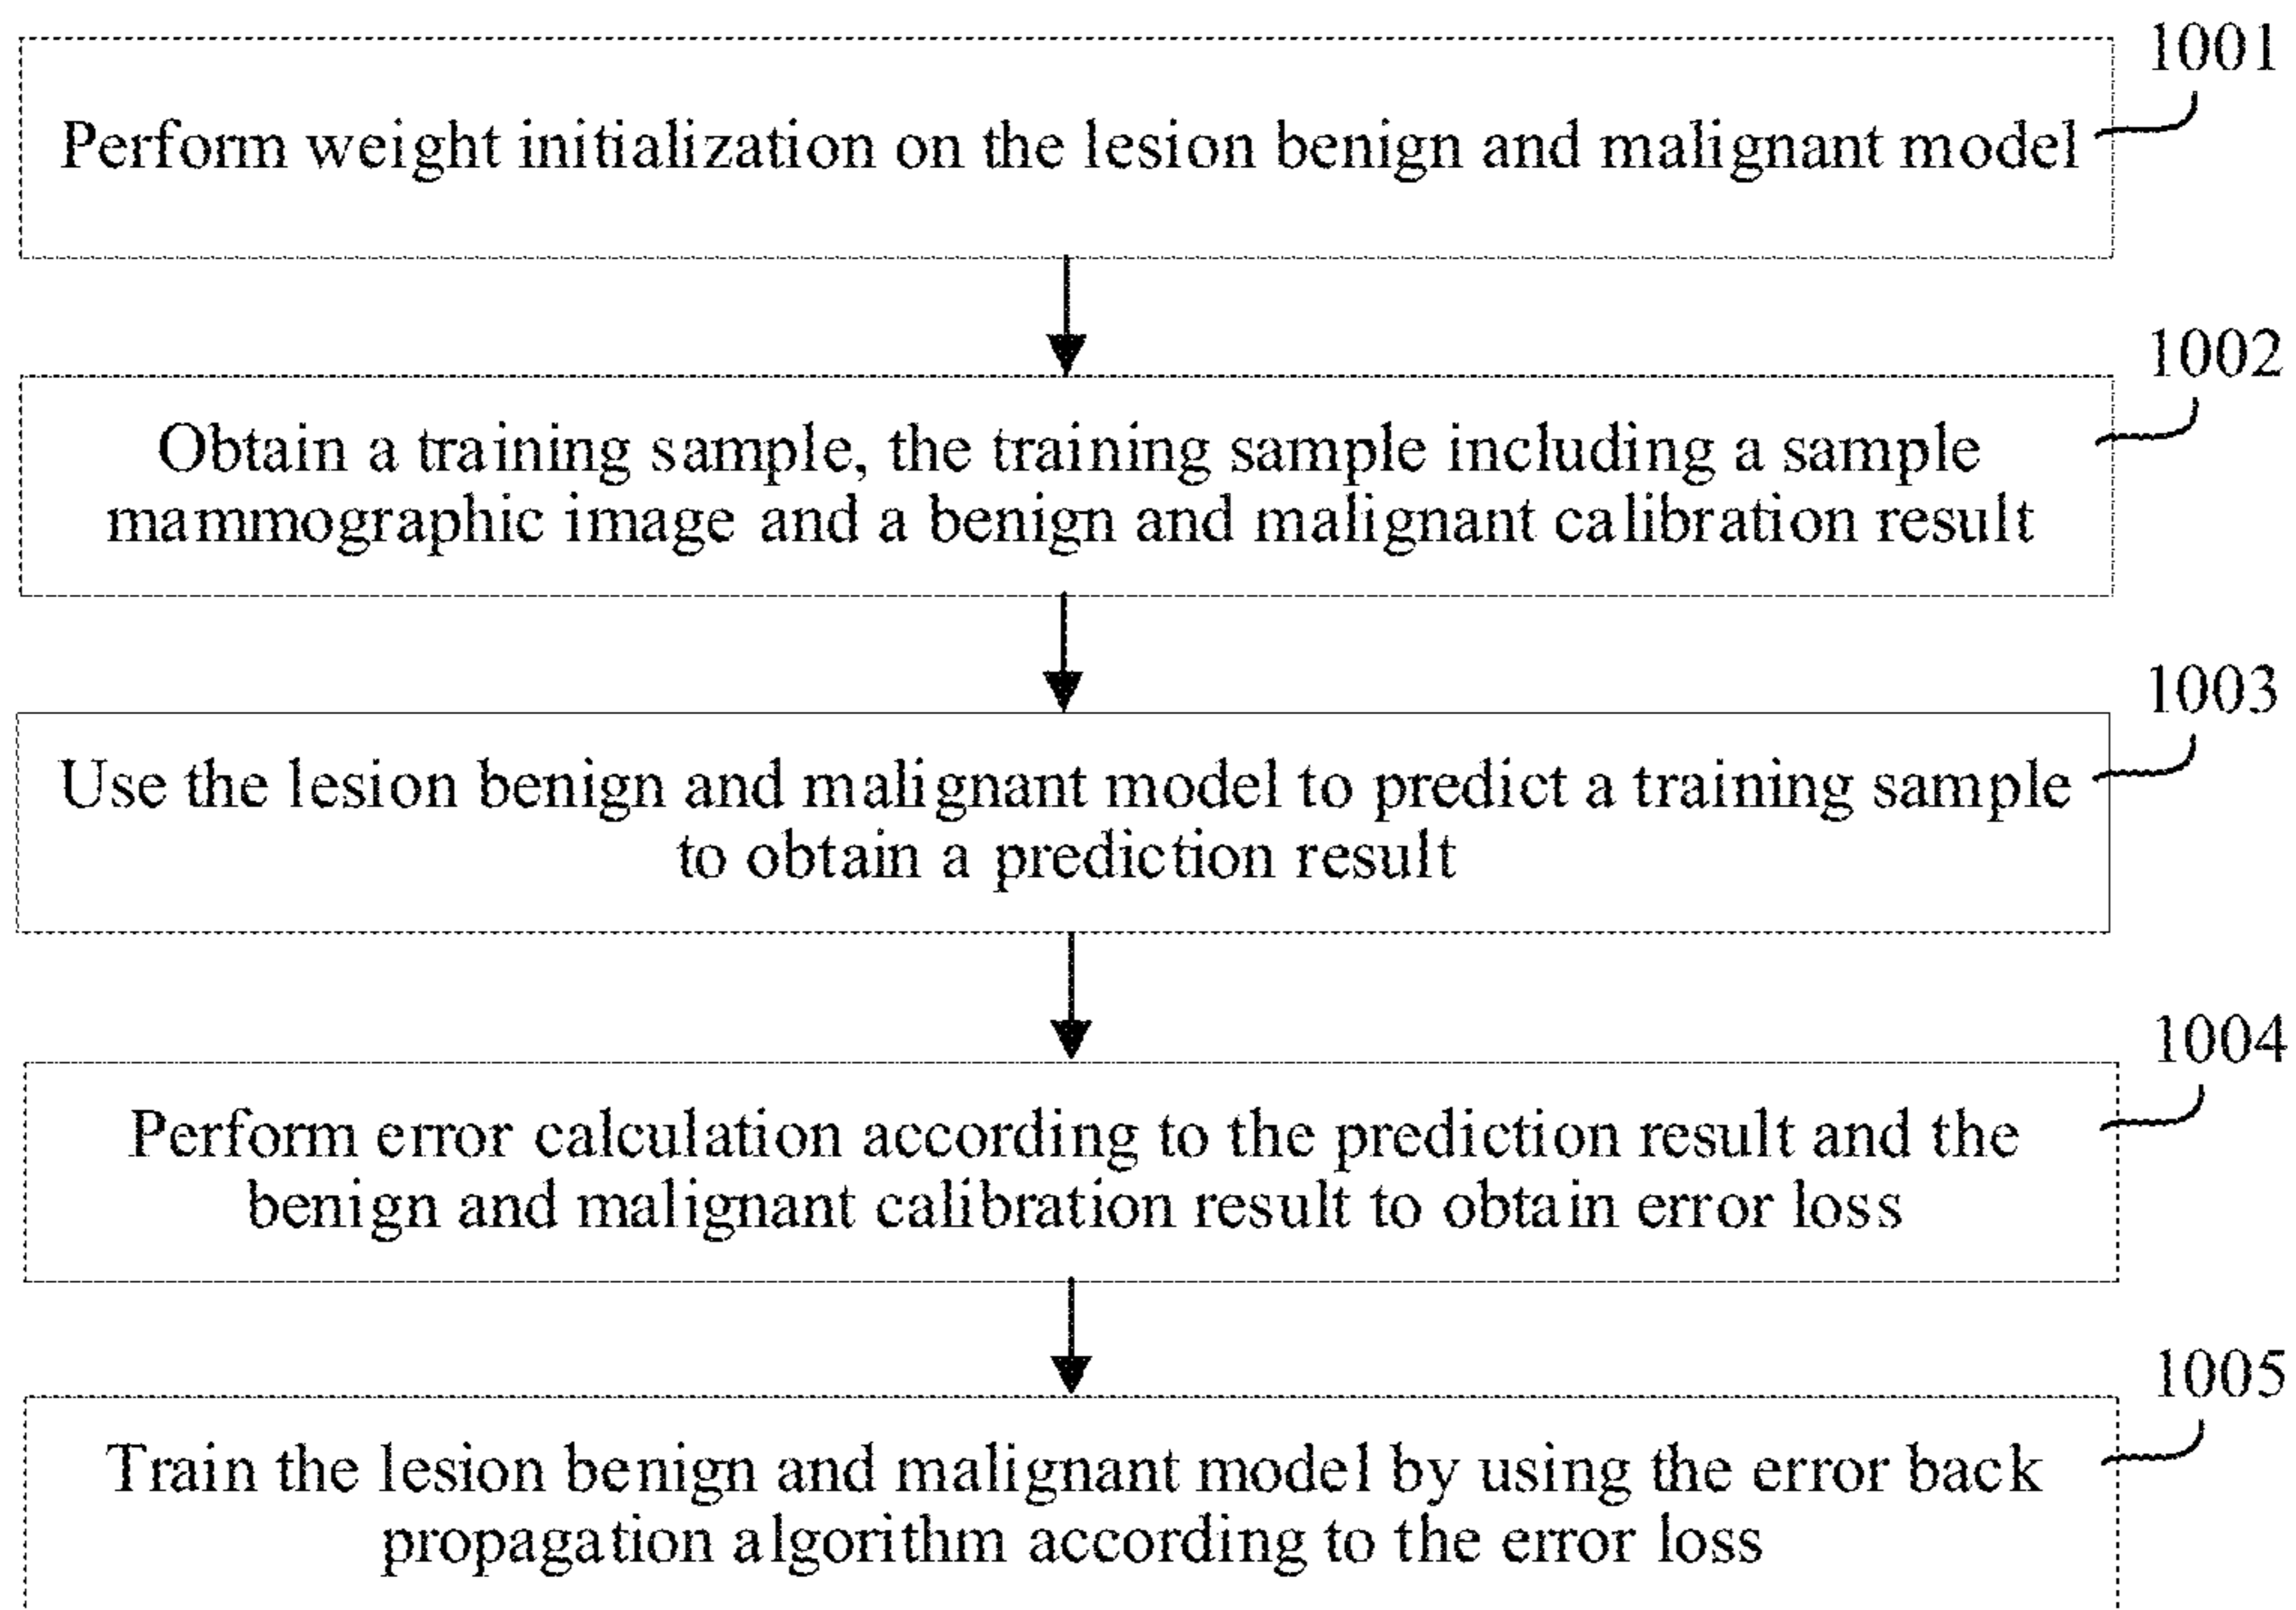 1001
Perform weight initialization on the lesion benign and malignant model
1002
Obtain a training sample, the training sample including a sample
mammographic image and a benign and malignant calibration result
1003
Use the lesion benign and malignant model to predict a training sample
to obtain a prediction result
1004
Perform error calculation according to the prediction result and the
benign and malignant calibration result to obtain error loss
1005
Train the lesion benign and malignant model by using the error back
propagation algorithm according to the error loss